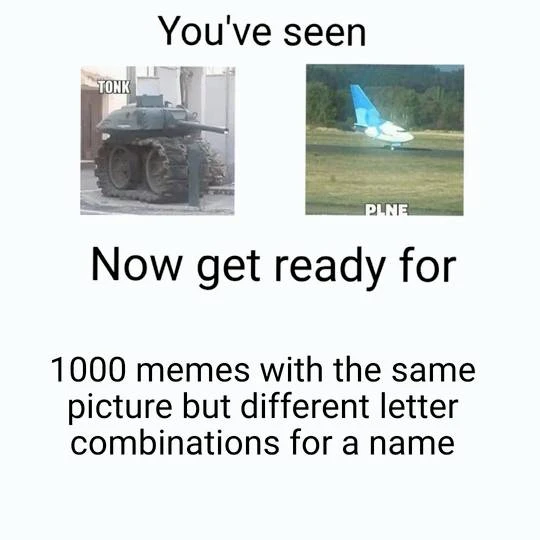 You've seen
TONK
PLNE
Now get ready for
1000 memes with the same
picture but different letter
combinations for a name